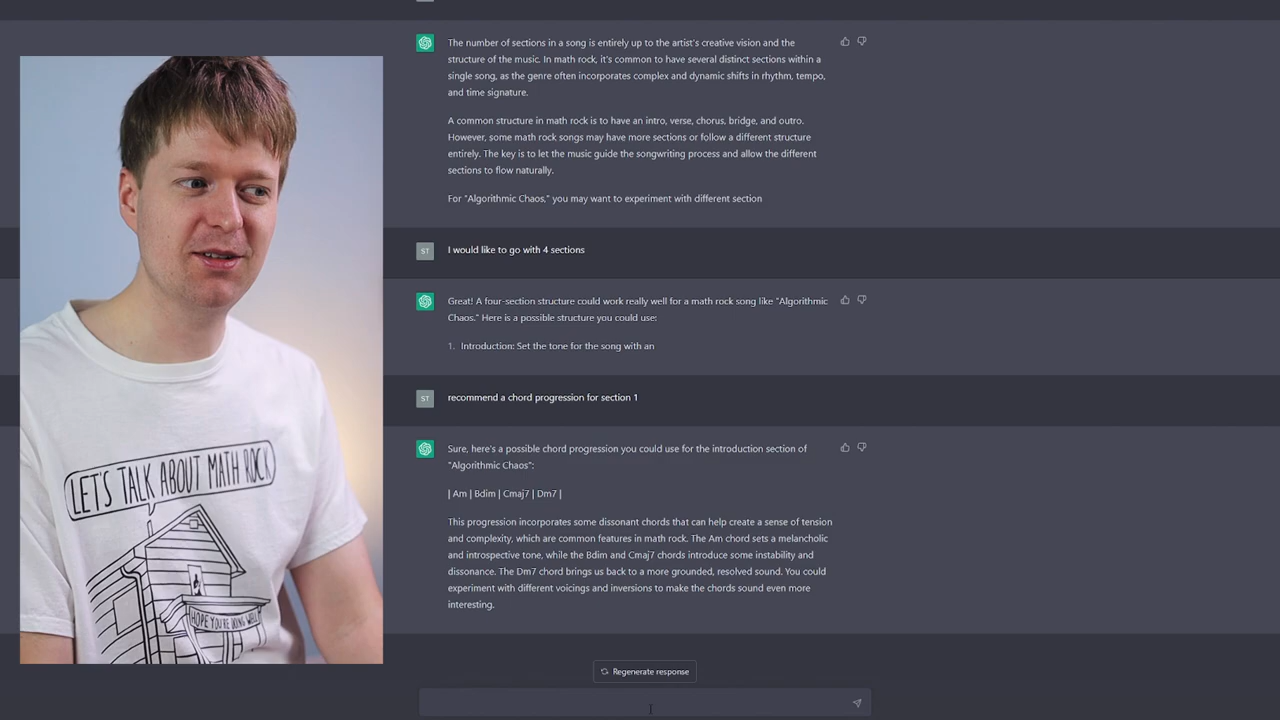 The number of sections in a song is entirely up to the artist's creative vision and the
structure of the music. In math rock, it's common to have several distinct sections within a
single song, as the genre often incorporates complex and dynamic shifts in rhythm, tempo,
and time signature.
A common structure in math rock is to have an intro, verse, chorus, bridge, and outro.
However, some math rock songs may have more sections or follow a different structure
entirely. The key is to let the music guide the songwriting process and allow the different
sections to flow naturally.
For "Algorithmic Chaos," you may want to experiment with different section
ST
I would like to go with 4 sections
Great! A four-section structure could work really well for a math rock song like "Algorithmic
Chaos." Here is a possible structure you could use:
1. Introduction: Set the tone for the song with an
ST
recommend a chord progression for section 1
Sure, here's a possible chord progression you could use for the introduction section of
"Algorithmic Chaos":
| Am | Bdim | Cmaj7 | Dm7 |
This progression incorporates some dissonant chords that can help create a sense of tension
and complexity, which are common features in math rock. The Am chord sets a melancholic
and introspective tone, while the Bdim and Cmaj7 chords introduce some instability and
dissonance. The Dm7 chord brings us back to a more grounded, resolved sound. You could
experiment with different voicings and inversions to make the chords sound even more
interesting.
Regenerate response
LET'S TALK ABOUT MATH ROCK
HOPE YOU'RE DOING WELL